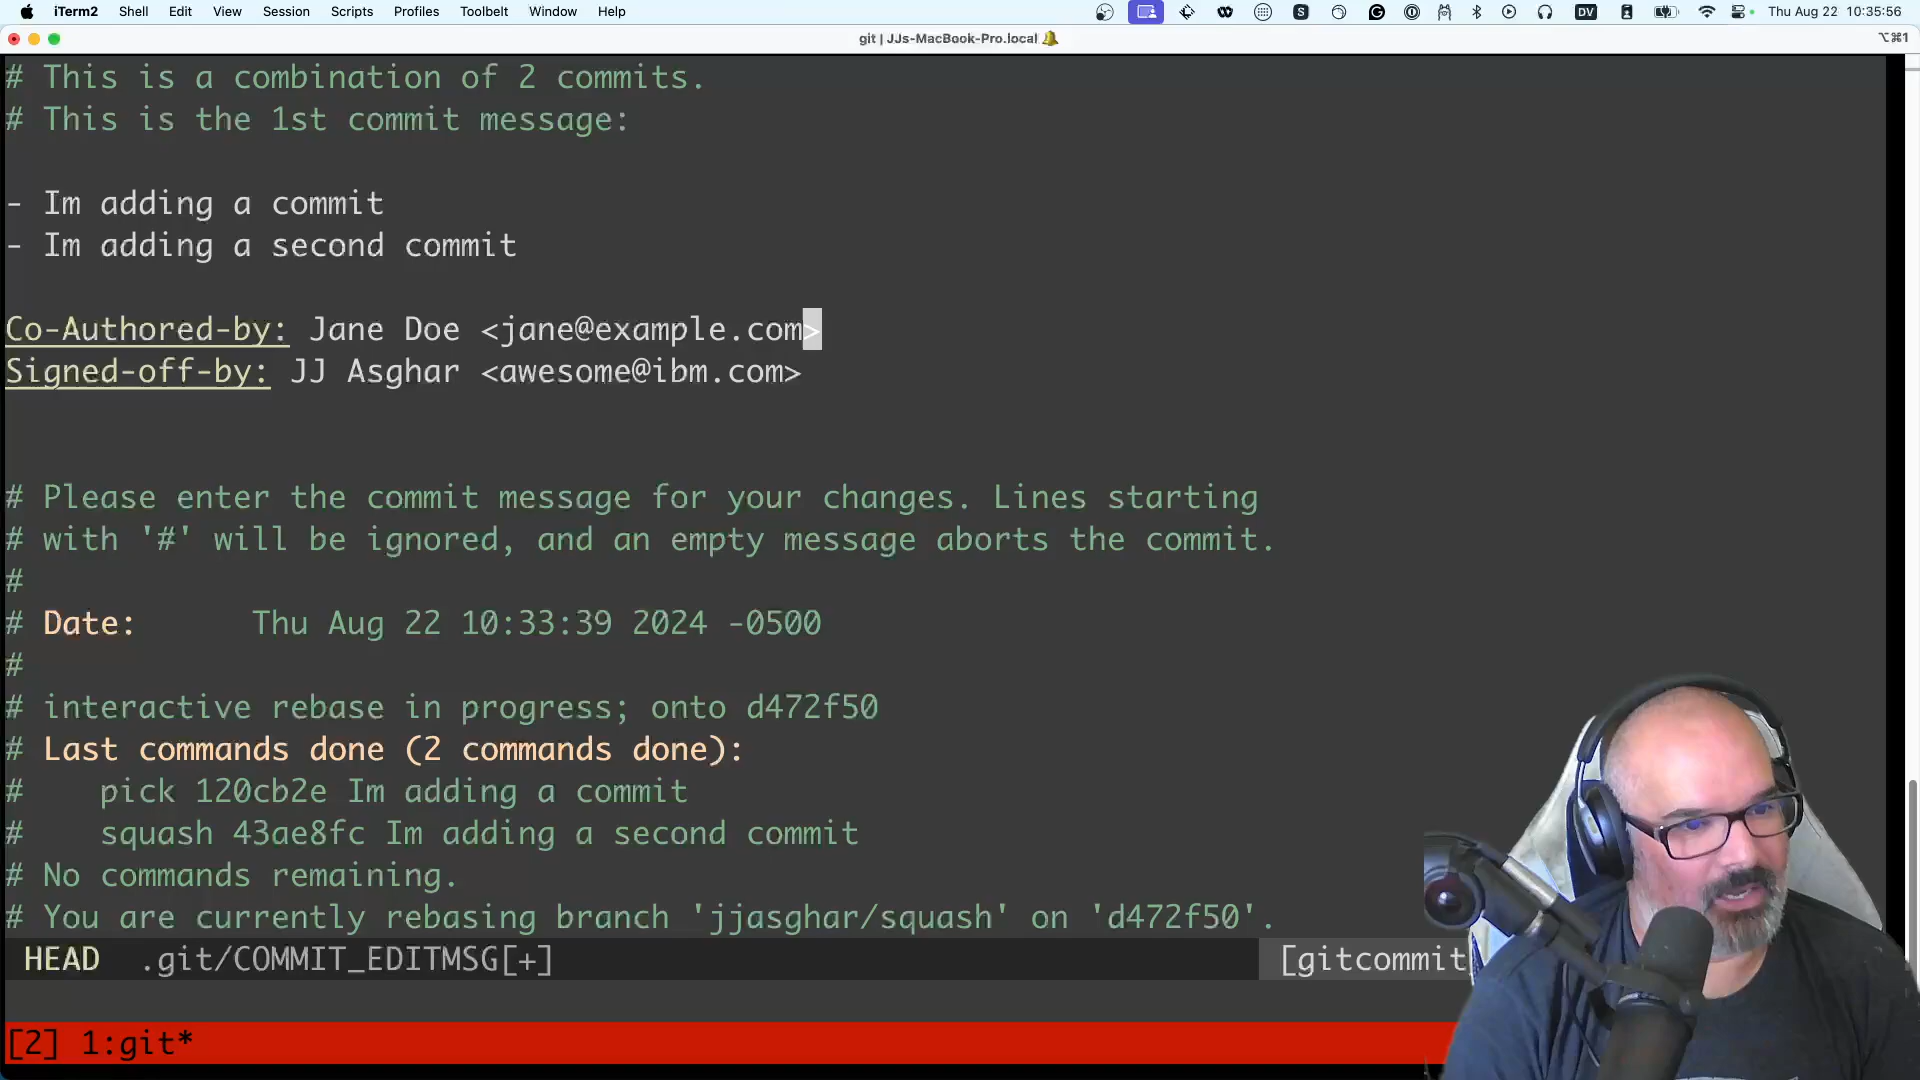 iTerm2 Shell Edit View Session Scripts Profiles Toolbelt Window Help S DV Thu Aug 22 10:35:56
git | JJs-MacBook-Pro.local 🔔 ⌥⌘1
# This is a combination of 2 commits.
# This is the 1st commit message:
- Im adding a commit
- Im adding a second commit
Co-Authored-by: Jane Doe <jane@example.com>
Signed-off-by: JJ Asghar <awesome@ibm.com>
# Please enter the commit message for your changes. Lines starting
# with '#' will be ignored, and an empty message aborts the commit.
#
# Date: Thu Aug 22 10:33:39 2024 -0500
#
# interactive rebase in progress; onto d472f50
# Last commands done (2 commands done):
# pick 120cb2e Im adding a commit
# squash 43ae8fc Im adding a second commit
# No commands remaining.
# You are currently rebasing branch 'jjasghar/squash' on 'd472f50'.
HEAD .git/COMMIT_EDITMSG[+] [gitcommit
[2] 1:git*